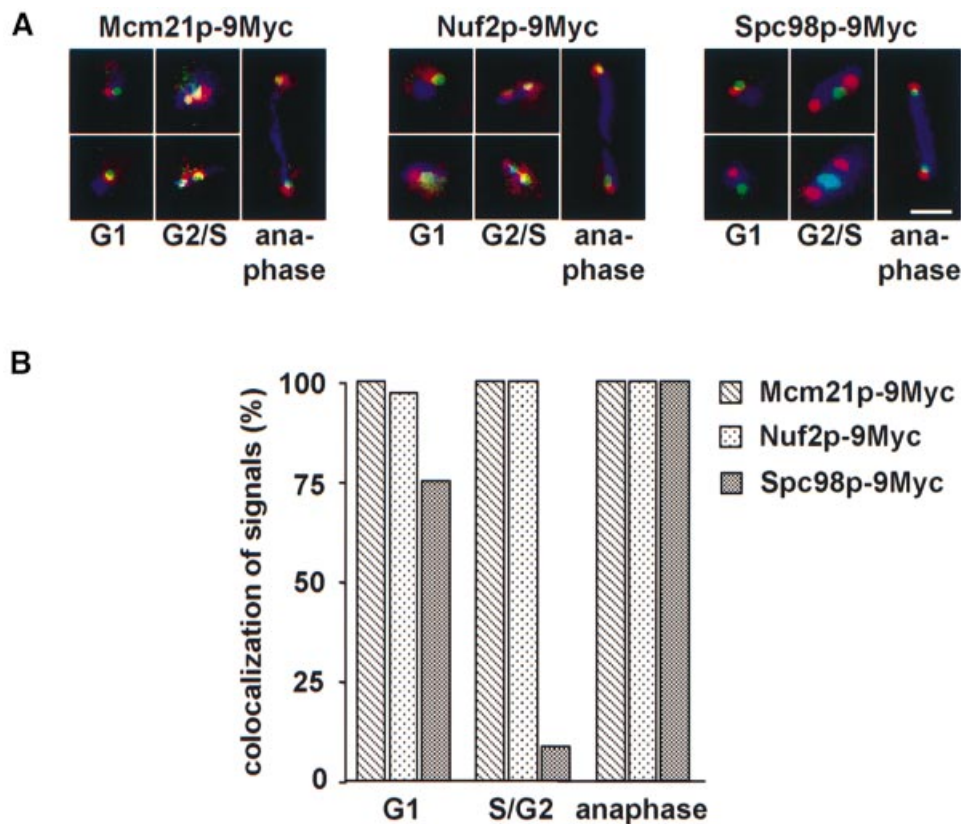 A
Mcm21p-9Myc
Nuf2p-9Myc
Spc98p-9Myc
G1 G2/S ana-
phase
G1 G2/S ana-
phase
G1 G2/S ana-
phase
B
colocalization of signals (%)
100
75
50
25
0
G1 S/G2 anaphase
Mcm21p-9Myc
Nuf2p-9Myc
Spc98p-9Myc